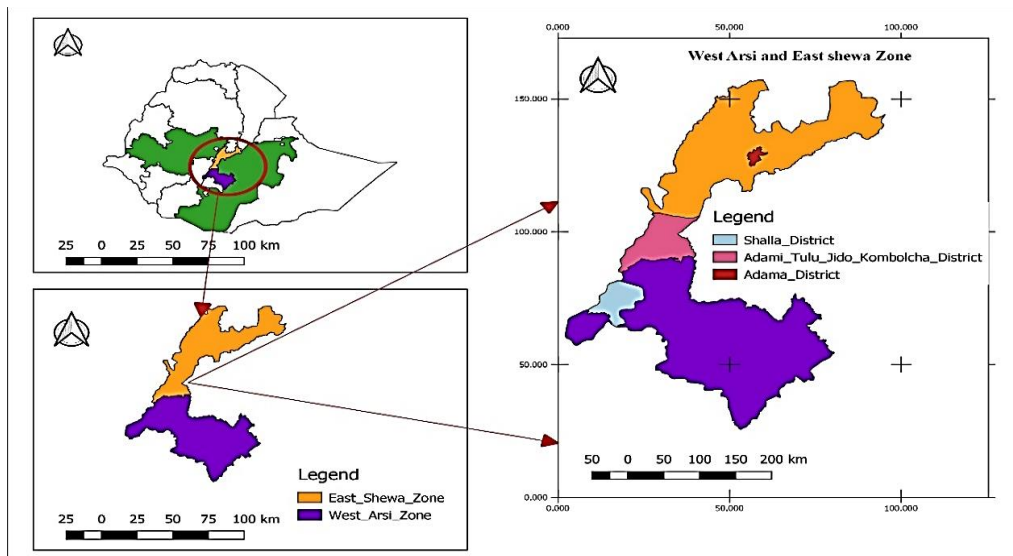 25 0 25 50 75 100 km
Legend
East_Shewa_Zone
West_Arsi_Zone
25 0 25 50 75 100 km
0.000 50.000 100.000
West Arsi and East shewa Zone
150.000
100.000
Legend
Shalla_District
Adami_Tulu_Jido_Kombolcha_District
Adama_District
50.000
50 0 50 100 150 200 km
0.000
0.000 50.000 100.000